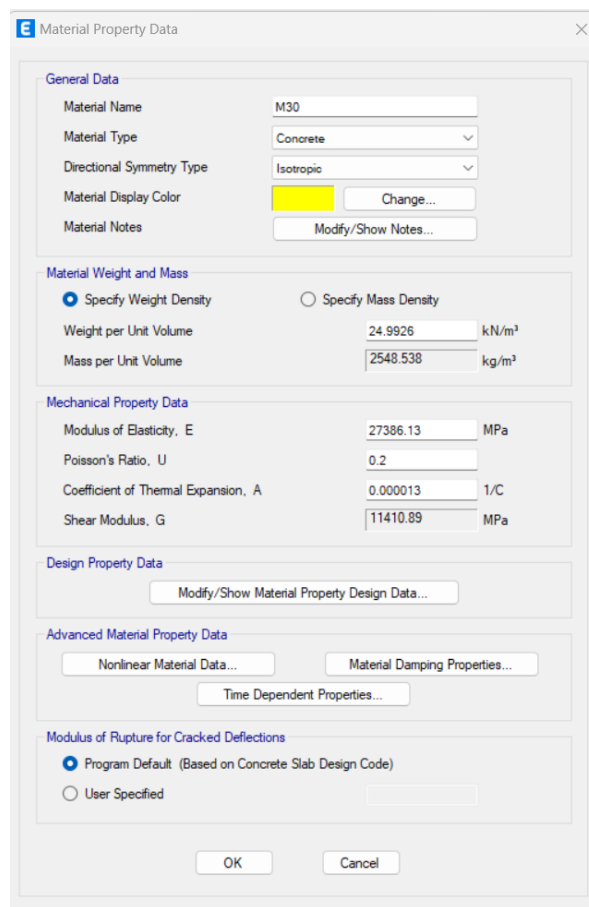 E Material Property Data
General Data
Material Name M30
Material Type Concrete
Directional Symmetry Type Isotropic
Material Display Color Change...
Material Notes Modify/Show Notes...
Material Weight and Mass
Specify Weight Density Specify Mass Density
Weight per Unit Volume 24.9926 kN/m³
Mass per Unit Volume 2548.538 kg/m³
Mechanical Property Data
Modulus of Elasticity, E 27386.13 MPa
Poisson's Ratio, U 0.2
Coefficient of Thermal Expansion, A 0.000013 1/C
Shear Modulus, G 11410.89 MPa
Design Property Data
Modify/Show Material Property Design Data...
Advanced Material Property Data
Nonlinear Material Data... Material Damping Properties...
Time Dependent Properties...
Modulus of Rupture for Cracked Deflections
Program Default (Based on Concrete Slab Design Code)
User Specified
OK Cancel